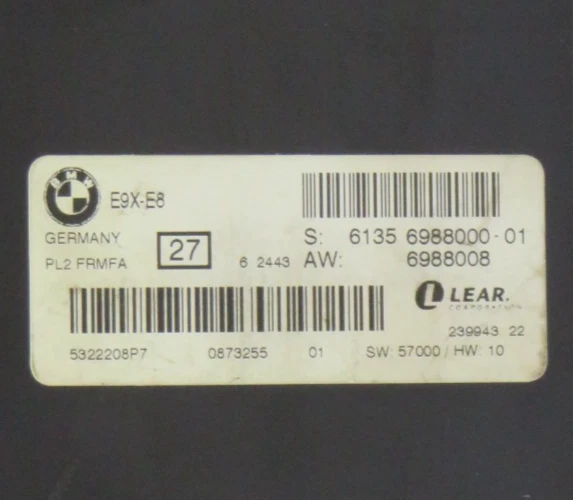 BMW
E9X-E8
GERMANY
PL2 FRMFA
27
6 2443
S: 6135 6988000-01
AW: 6988008
LEAR.
CORPORATION
239943 22
5322208P7 0873255 01 SW: 57000 / HW: 10